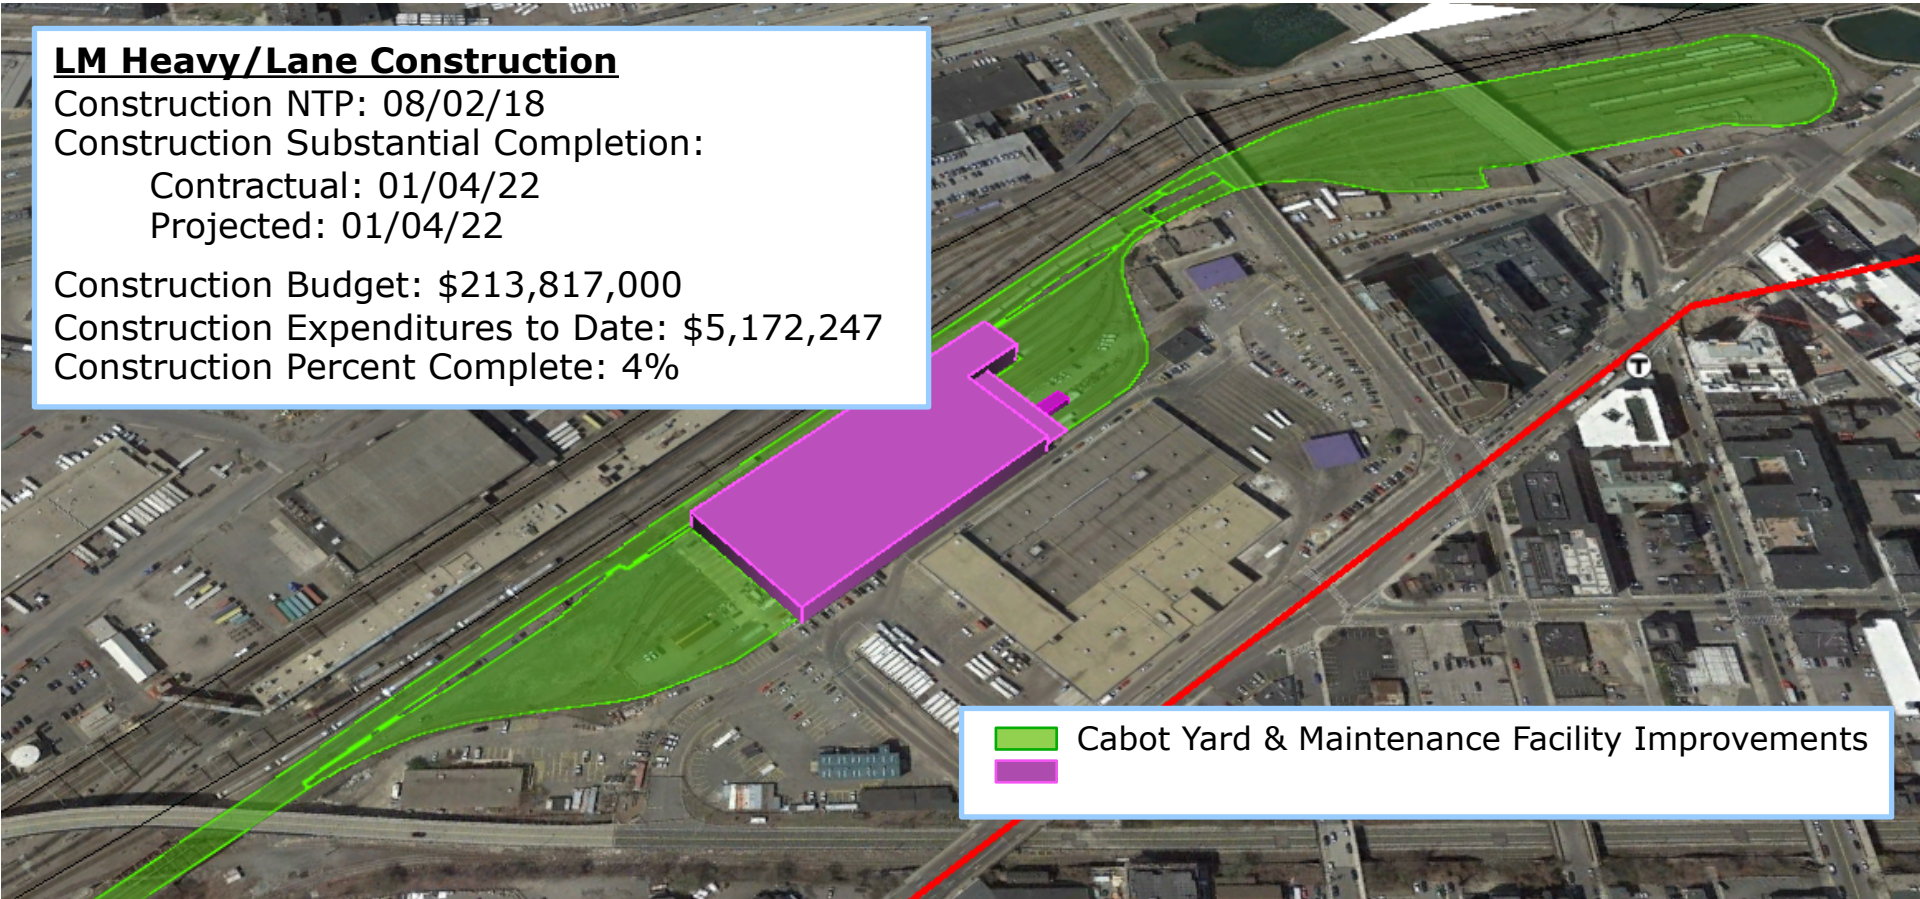 LM Heavy/Lane Construction
Construction NTP: 08/02/18
Construction Substantial Completion:
Contractual: 01/04/22
Projected: 01/04/22
Construction Budget: $213,817,000
Construction Expenditures to Date: $5,172,247
Construction Percent Complete: 4%
T
Cabot Yard & Maintenance Facility Improvements